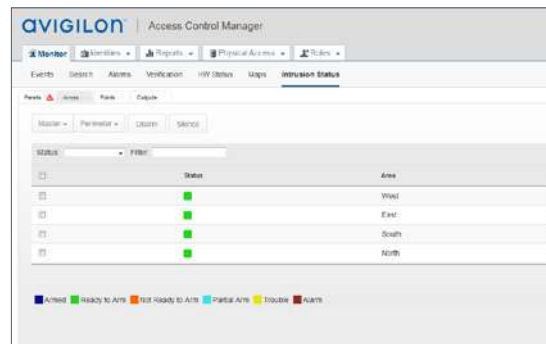 aVIGILON Access Control Manager
Monitor Identities Reports Physical Access Roles
Events Search Alarms Verification HW Status Maps Intrusion Status
Panels Areas Points Outputs
Master Perimeter Disarm Silence
Status: Filter:
Status Area
West
East
South
North
Armed Ready to Arm Not Ready to Arm Partial Arm Trouble Alarm